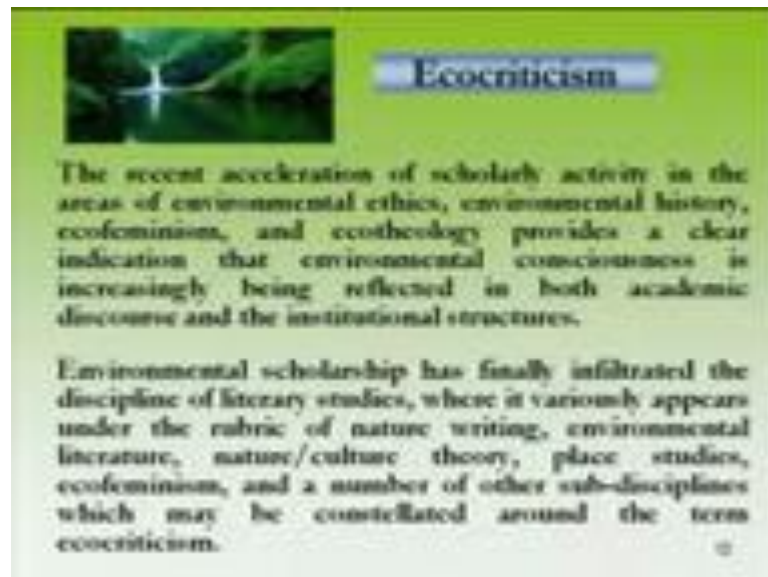 Ecocriticism
The recent acceleration of scholarly activity in the
areas of environmental ethics, environmental history,
ecofeminism, and ecotheology provides a clear
indication that environmental consciousness is
increasingly being reflected in both academic
discourse and the institutional structures.
Environmental scholarship has finally infiltrated the
discipline of literary studies, where it variously appears
under the rubric of nature writing, environmental
literature, nature/culture theory, place studies,
ecofeminism, and a number of other sub-disciplines
which may be constellated around the term
ecocriticism.